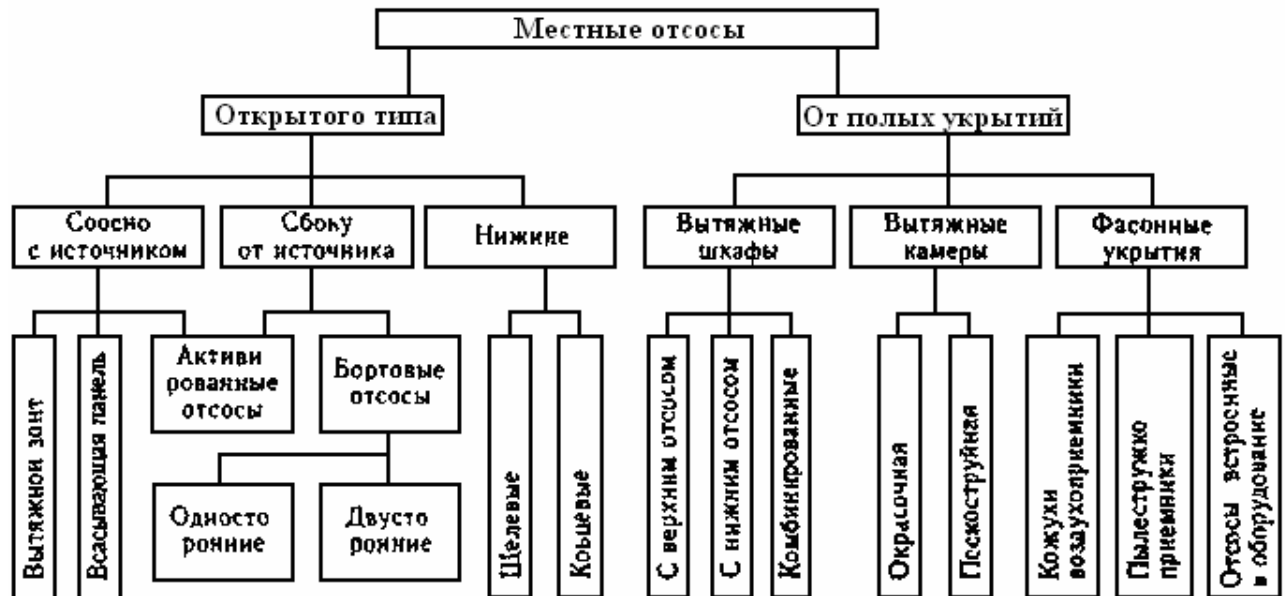 Местные отсосы
Открытого типа
От полых укрытий
Соосно
с источником
Сбоку
от источника
Нижние
Вытяжные
шкафы
Вытяжные
камеры
Фасонные
укрытия
Вытяжной зонт
Всасывающая панель
Активи
рованные
отсосы
Бортовые
отсосы
Односто
ронние
Двусто
ронние
Щелевые
Кольцевые
С верхним отсосом
С нижним отсосом
Комбинированные
Окрасочная
Пескоструйная
Кожухи
воздухоприемники
Пылестружко
приемники
Отсосы встроенные
в оборудование